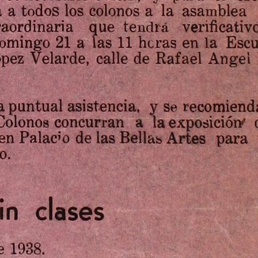 a todos los colonos a la asamblea
raordinaria que tendrá verificativo
omingo 21 a las 11 horas en la Escu
ópez Velarde, calle de Rafael Angel
a puntual asistencia, y se recomienda
Colonos concurran a la exposición
en Palacio de las Bellas Artes para
o.
in clases
e 1938.